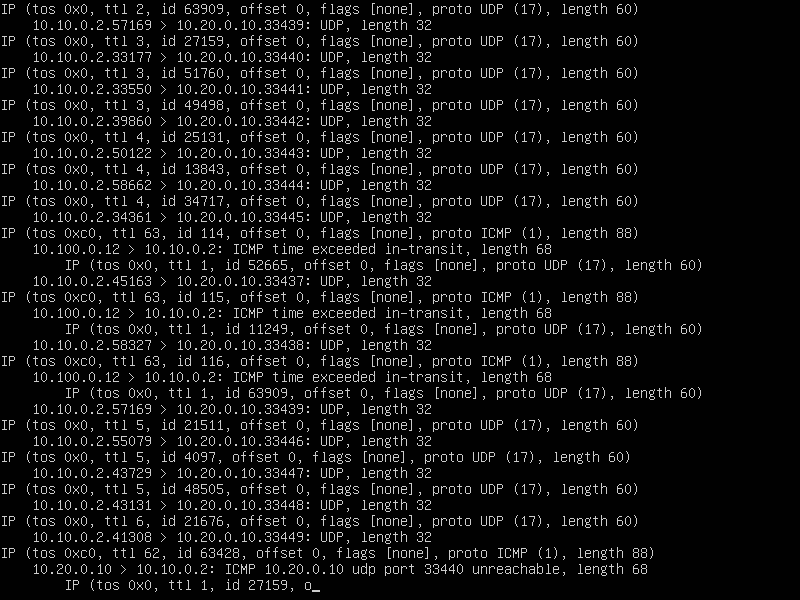 IP (tos 0x0, ttl 2, id 63909, offset 0, flags [none], proto UDP (17), length 60)
    10.10.0.2.57169 > 10.20.0.10.33439: UDP, length 32
IP (tos 0x0, ttl 3, id 27159, offset 0, flags [none], proto UDP (17), length 60)
    10.10.0.2.33177 > 10.20.0.10.33440: UDP, length 32
IP (tos 0x0, ttl 3, id 51760, offset 0, flags [none], proto UDP (17), length 60)
    10.10.0.2.33550 > 10.20.0.10.33441: UDP, length 32
IP (tos 0x0, ttl 3, id 49498, offset 0, flags [none], proto UDP (17), length 60)
    10.10.0.2.39860 > 10.20.0.10.33442: UDP, length 32
IP (tos 0x0, ttl 4, id 25131, offset 0, flags [none], proto UDP (17), length 60)
    10.10.0.2.50122 > 10.20.0.10.33443: UDP, length 32
IP (tos 0x0, ttl 4, id 13843, offset 0, flags [none], proto UDP (17), length 60)
    10.10.0.2.58662 > 10.20.0.10.33444: UDP, length 32
IP (tos 0x0, ttl 4, id 34717, offset 0, flags [none], proto UDP (17), length 60)
    10.10.0.2.34361 > 10.20.0.10.33445: UDP, length 32
IP (tos 0xc0, ttl 63, id 114, offset 0, flags [none], proto ICMP (1), length 88)
    10.100.0.12 > 10.10.0.2: ICMP time exceeded in-transit, length 68
        IP (tos 0x0, ttl 1, id 52665, offset 0, flags [none], proto UDP (17), length 60)
    10.10.0.2.45163 > 10.20.0.10.33437: UDP, length 32
IP (tos 0xc0, ttl 63, id 115, offset 0, flags [none], proto ICMP (1), length 88)
    10.100.0.12 > 10.10.0.2: ICMP time exceeded in-transit, length 68
        IP (tos 0x0, ttl 1, id 11249, offset 0, flags [none], proto UDP (17), length 60)
    10.10.0.2.58327 > 10.20.0.10.33438: UDP, length 32
IP (tos 0xc0, ttl 63, id 116, offset 0, flags [none], proto ICMP (1), length 88)
    10.100.0.12 > 10.10.0.2: ICMP time exceeded in-transit, length 68
        IP (tos 0x0, ttl 1, id 63909, offset 0, flags [none], proto UDP (17), length 60)
    10.10.0.2.57169 > 10.20.0.10.33439: UDP, length 32
IP (tos 0x0, ttl 5, id 21511, offset 0, flags [none], proto UDP (17), length 60)
    10.10.0.2.55079 > 10.20.0.10.33446: UDP, length 32
IP (tos 0x0, ttl 5, id 4097, offset 0, flags [none], proto UDP (17), length 60)
    10.10.0.2.43729 > 10.20.0.10.33447: UDP, length 32
IP (tos 0x0, ttl 5, id 48505, offset 0, flags [none], proto UDP (17), length 60)
    10.10.0.2.43131 > 10.20.0.10.33448: UDP, length 32
IP (tos 0x0, ttl 6, id 21676, offset 0, flags [none], proto UDP (17), length 60)
    10.10.0.2.41308 > 10.20.0.10.33449: UDP, length 32
IP (tos 0xc0, ttl 62, id 63428, offset 0, flags [none], proto ICMP (1), length 88)
    10.20.0.10 > 10.10.0.2: ICMP 10.20.0.10 udp port 33440 unreachable, length 68
        IP (tos 0x0, ttl 1, id 27159, o_